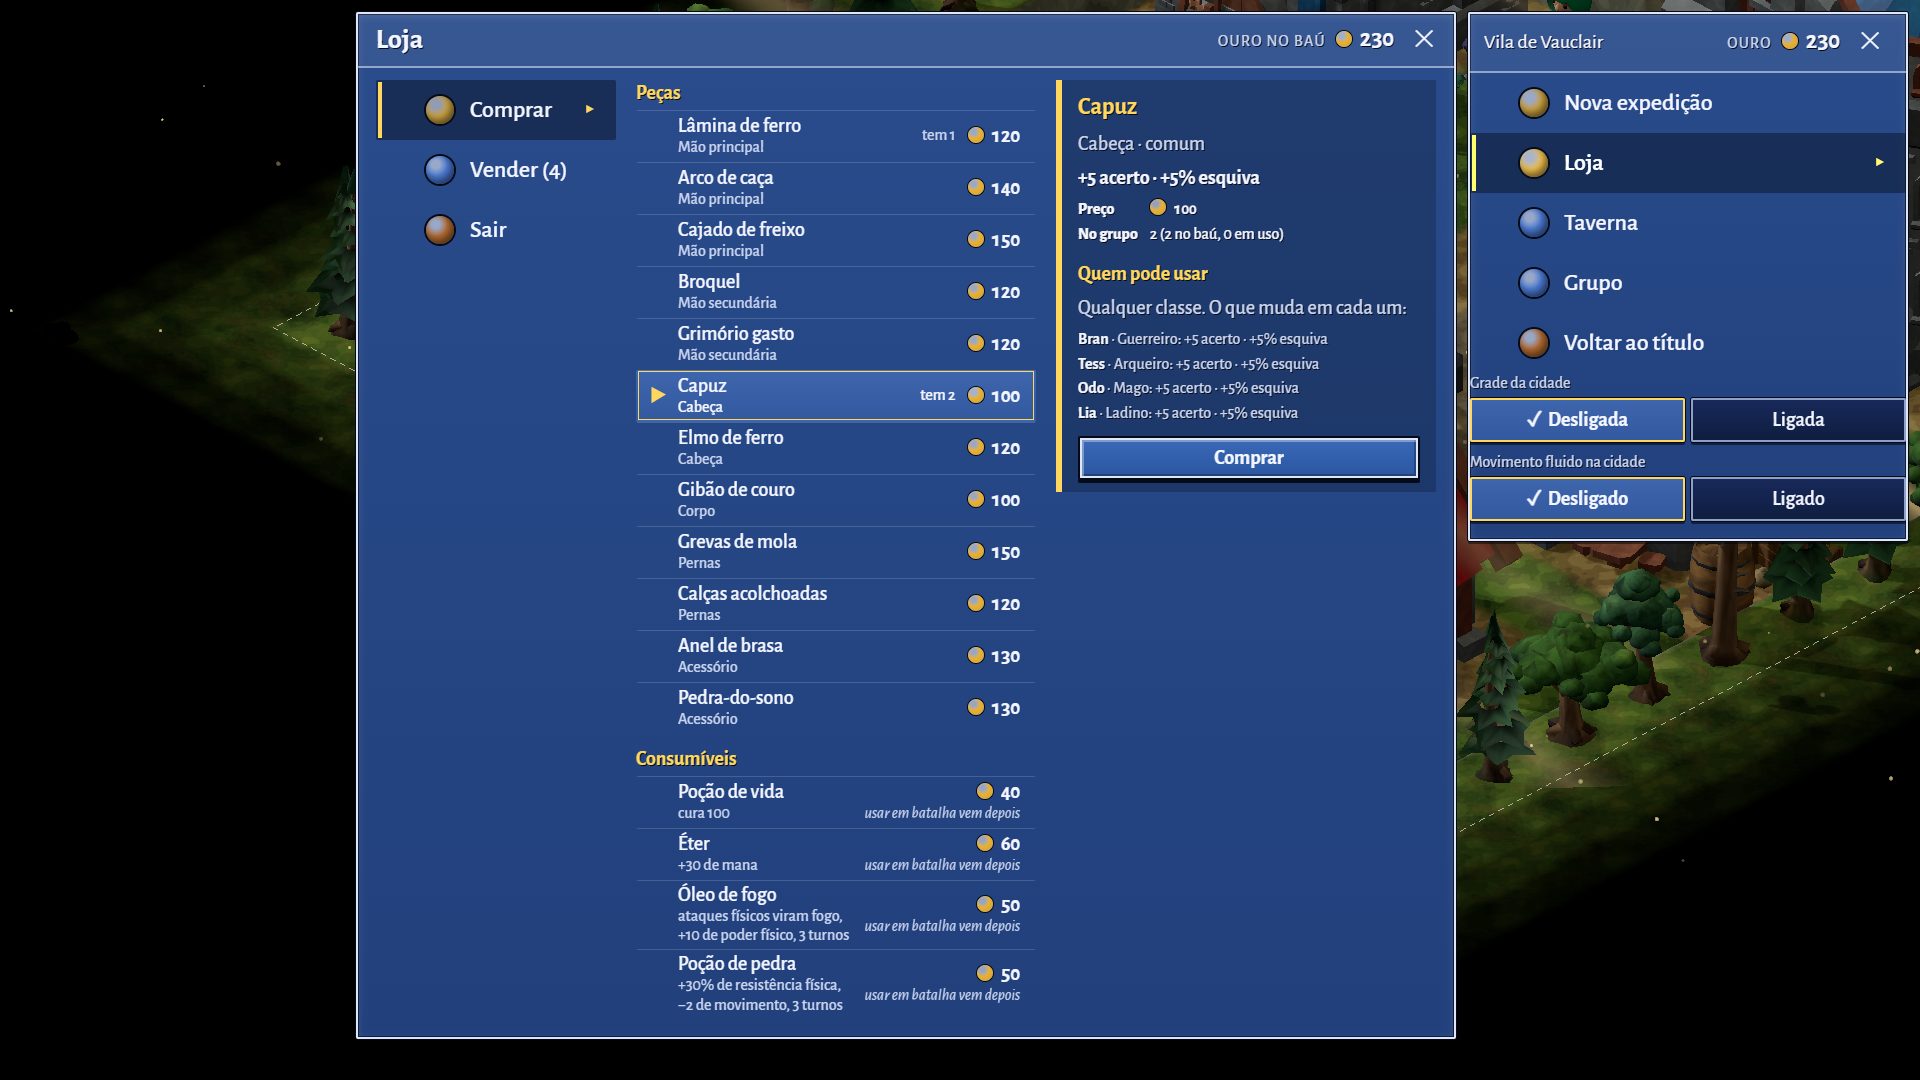 Loja
OURO NO BAÚ 230
Comprar
Vender (4)
Sair
Peças
Lâmina de ferro
Mão principal
tem 1 120
Arco de caça
Mão principal
140
Cajado de freixo
Mão principal
150
Broquel
Mão secundária
120
Grimório gasto
Mão secundária
120
Capuz
Cabeça
tem 2 100
Elmo de ferro
Cabeça
120
Gibão de couro
Corpo
100
Grevas de mola
Pernas
150
Calças acolchoadas
Pernas
120
Anel de brasa
Acessório
130
Pedra-do-sono
Acessório
130
Consumíveis
Poção de vida
cura 100
40
usar em batalha vem depois
Éter
+30 de mana
60
usar em batalha vem depois
Óleo de fogo
ataques físicos viram fogo,
+10 de poder físico, 3 turnos
50
usar em batalha vem depois
Poção de pedra
+30% de resistência física,
−2 de movimento, 3 turnos
50
usar em batalha vem depois
Capuz
Cabeça · comum
+5 acerto · +5% esquiva
Preço 100
No grupo 2 (2 no baú, 0 em uso)
Quem pode usar
Qualquer classe. O que muda em cada um:
Bran · Guerreiro: +5 acerto · +5% esquiva
Tess · Arqueiro: +5 acerto · +5% esquiva
Odo · Mago: +5 acerto · +5% esquiva
Lia · Ladino: +5 acerto · +5% esquiva
Comprar
Vila de Vauclair
OURO 230
Nova expedição
Loja
Taverna
Grupo
Voltar ao título
Grade da cidade
✓ Desligada
Ligada
Movimento fluido na cidade
✓ Desligado
Ligado